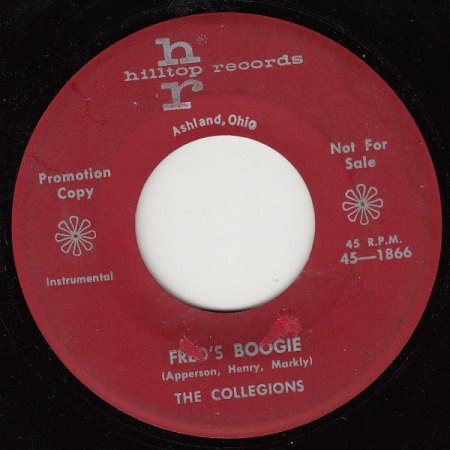 h
hilltop records
r
Ashland, Ohio
Promotion
Copy
Not For
Sale
Instrumental
45 R.P.M.
45—1866
FRED'S BOOGIE
(Apperson, Henry, Markly)
THE COLLEGIONS